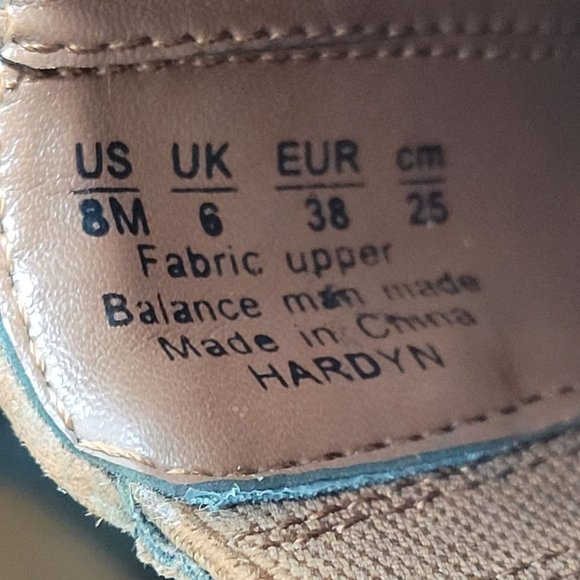 US UK EUR cm
8M 6 38 25
Fabric upper
Balance man made
Made in China
HARDYN